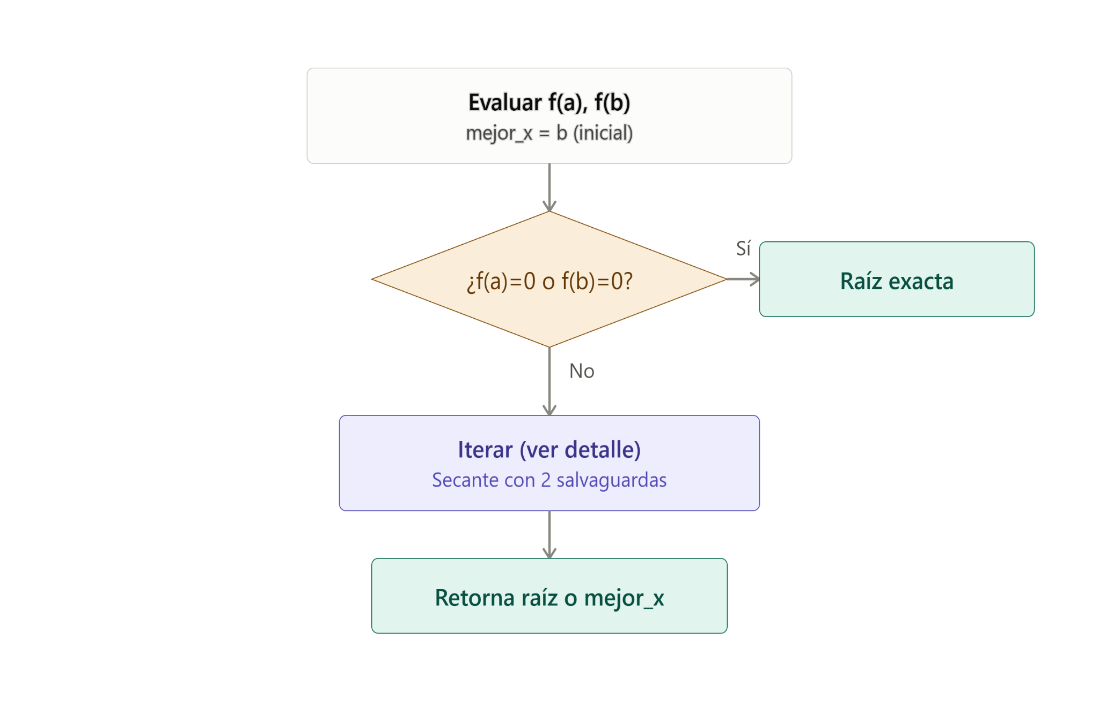 Evaluar f(a), f(b)
mejor_x = b (inicial)
¿f(a)=0 o f(b)=0?
Sí
Raíz exacta
No
Iterar (ver detalle)
Secante con 2 salvaguardas
Retorna raíz o mejor_x